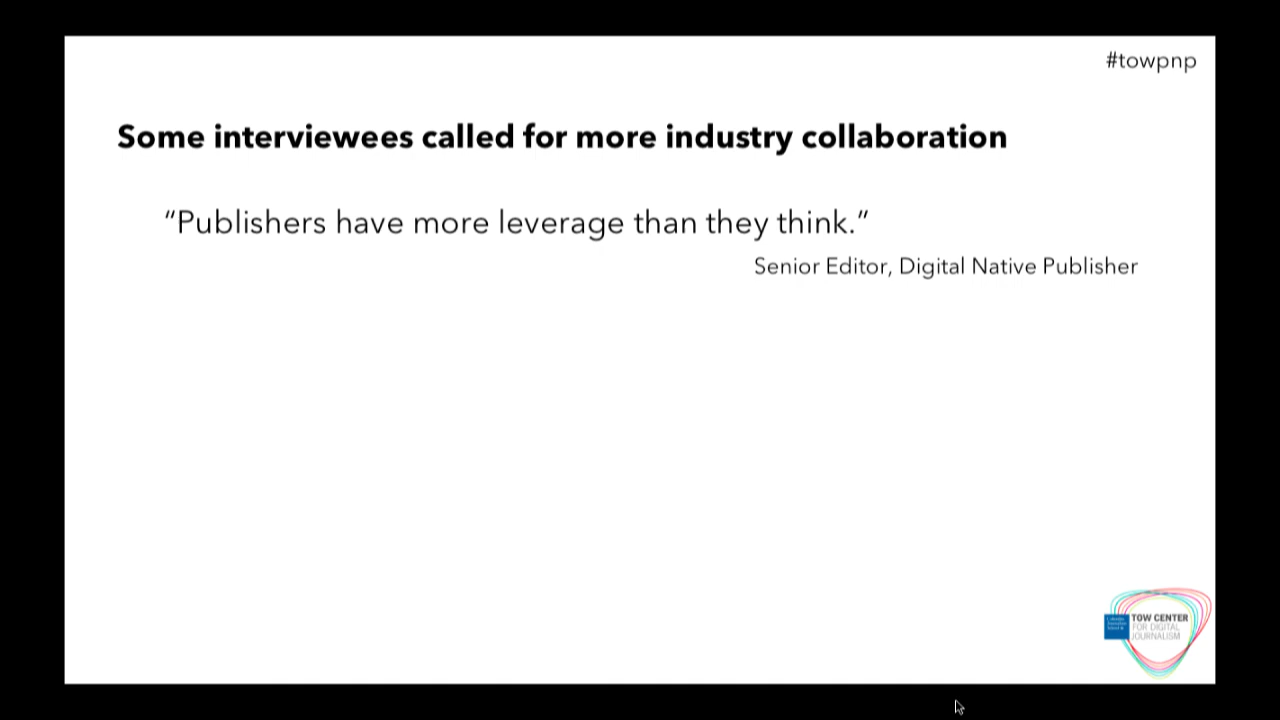 #towpnp
Some interviewees called for more industry collaboration
“Publishers have more leverage than they think.”
Senior Editor, Digital Native Publisher
TOW CENTER
FOR DIGITAL
JOURNALISM